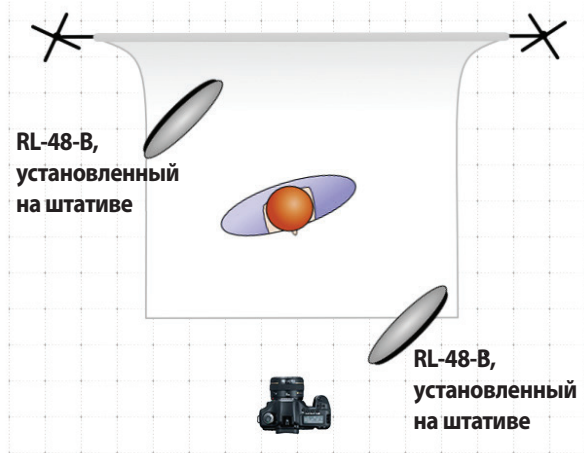 RL-48-B,
установленный
на штативе
RL-48-B,
установленный
на штативе